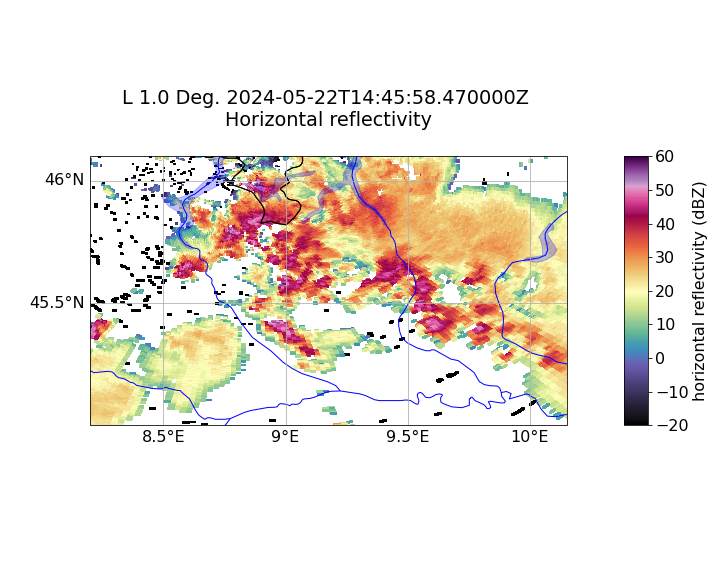 L 1.0 Deg. 2024-05-22T14:45:58.470000Z
Horizontal reflectivity
46°N
45.5°N
8.5°E
9°E
9.5°E
10°E
60
50
40
30
20
10
0
−10
−20
horizontal reflectivity (dBZ)